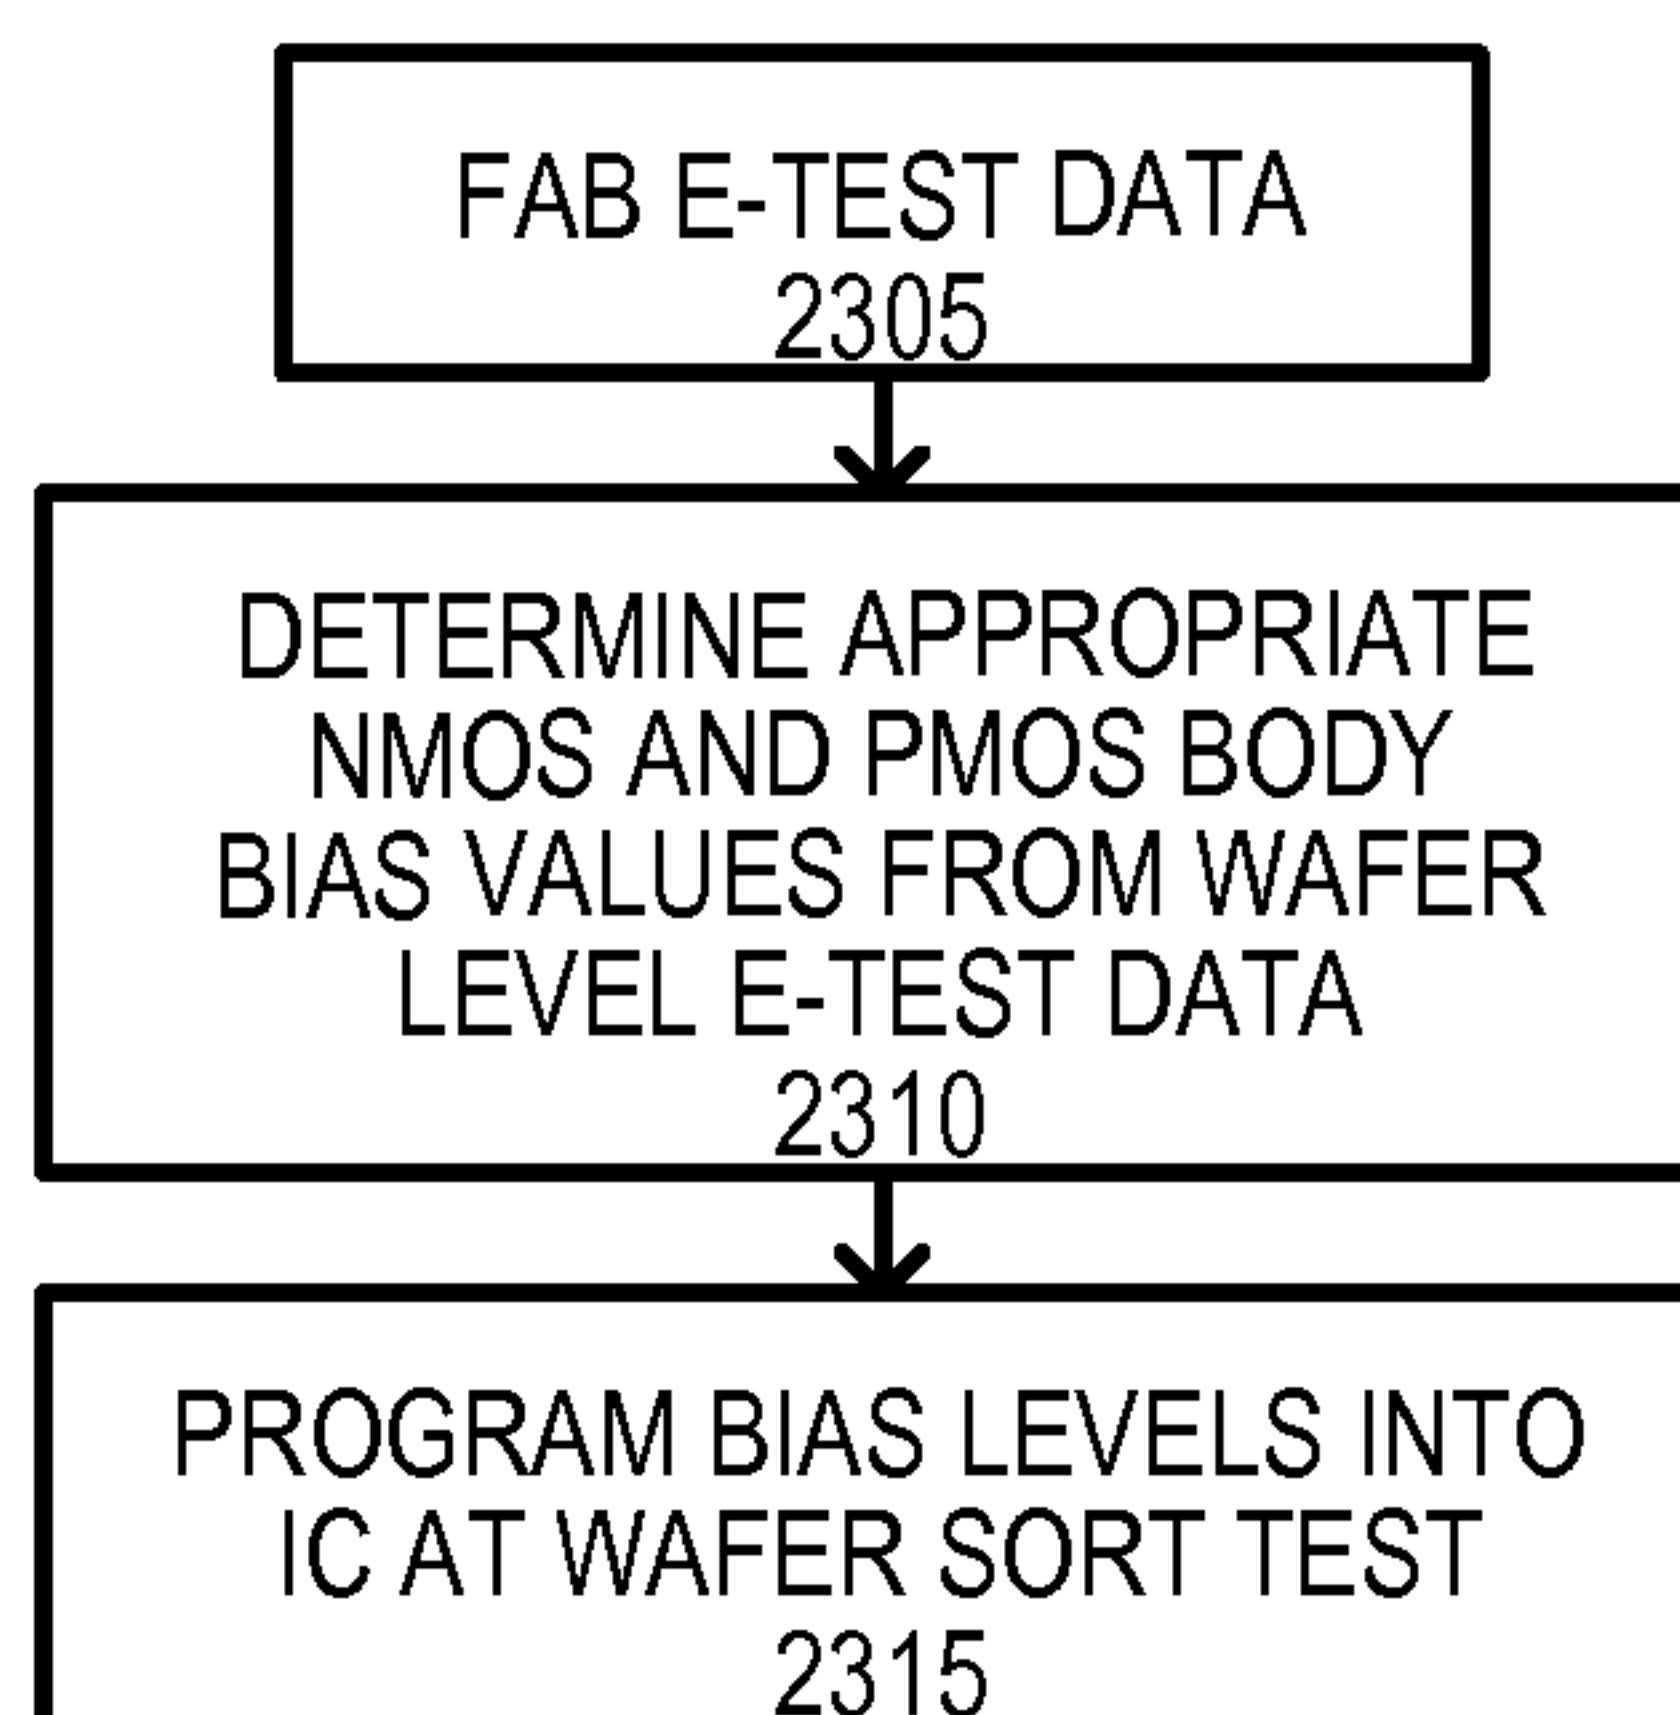 FAB E-TEST DATA
2305
DETERMINE APPROPRIATE
NMOS AND PMOS BODY
BIAS VALUES FROM WAFER
LEVEL E-TEST DATA
2310
PROGRAM BIAS LEVELS INTO
IC AT WAFER SORT TEST
2315